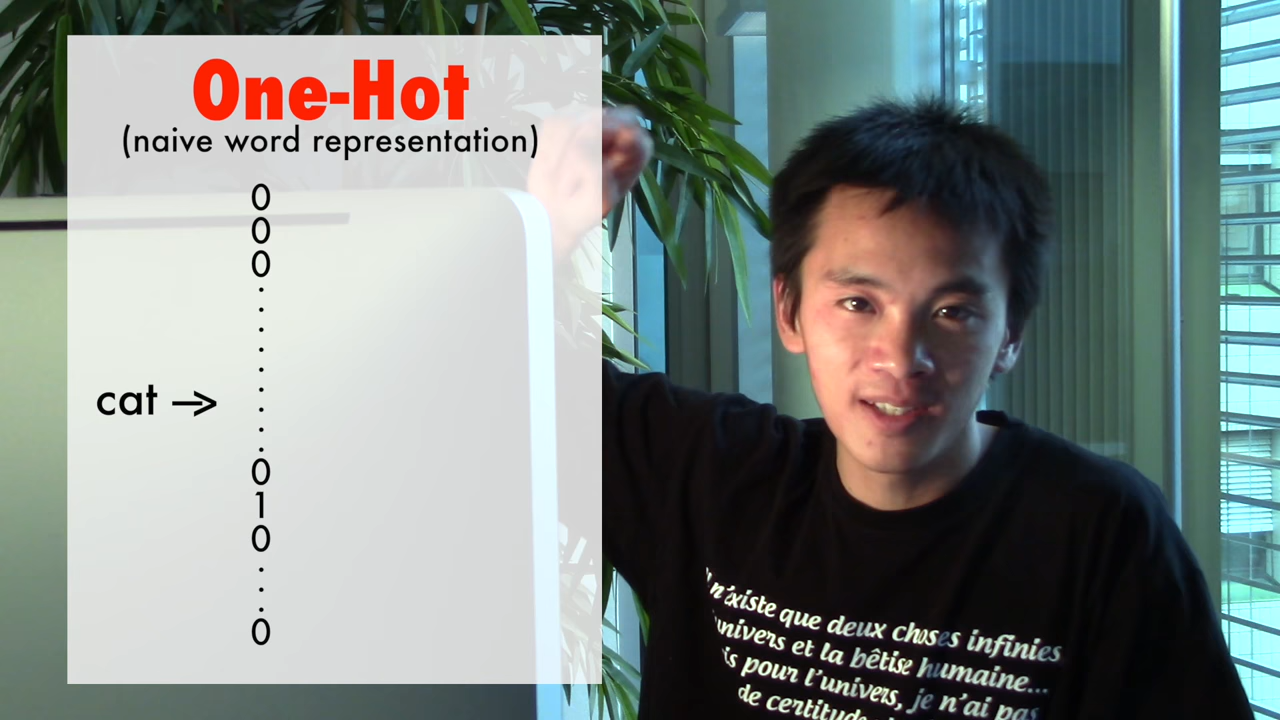 One-Hot
(naive word representation)
0
0
0
.
.
.
.
.
.
.
.
.
cat ->
0
1
0
.
.
.
0
n'existe que deux choses infinies
univers et la bêtise humaine...
pour l'univers, je n'ai pas
de certitude